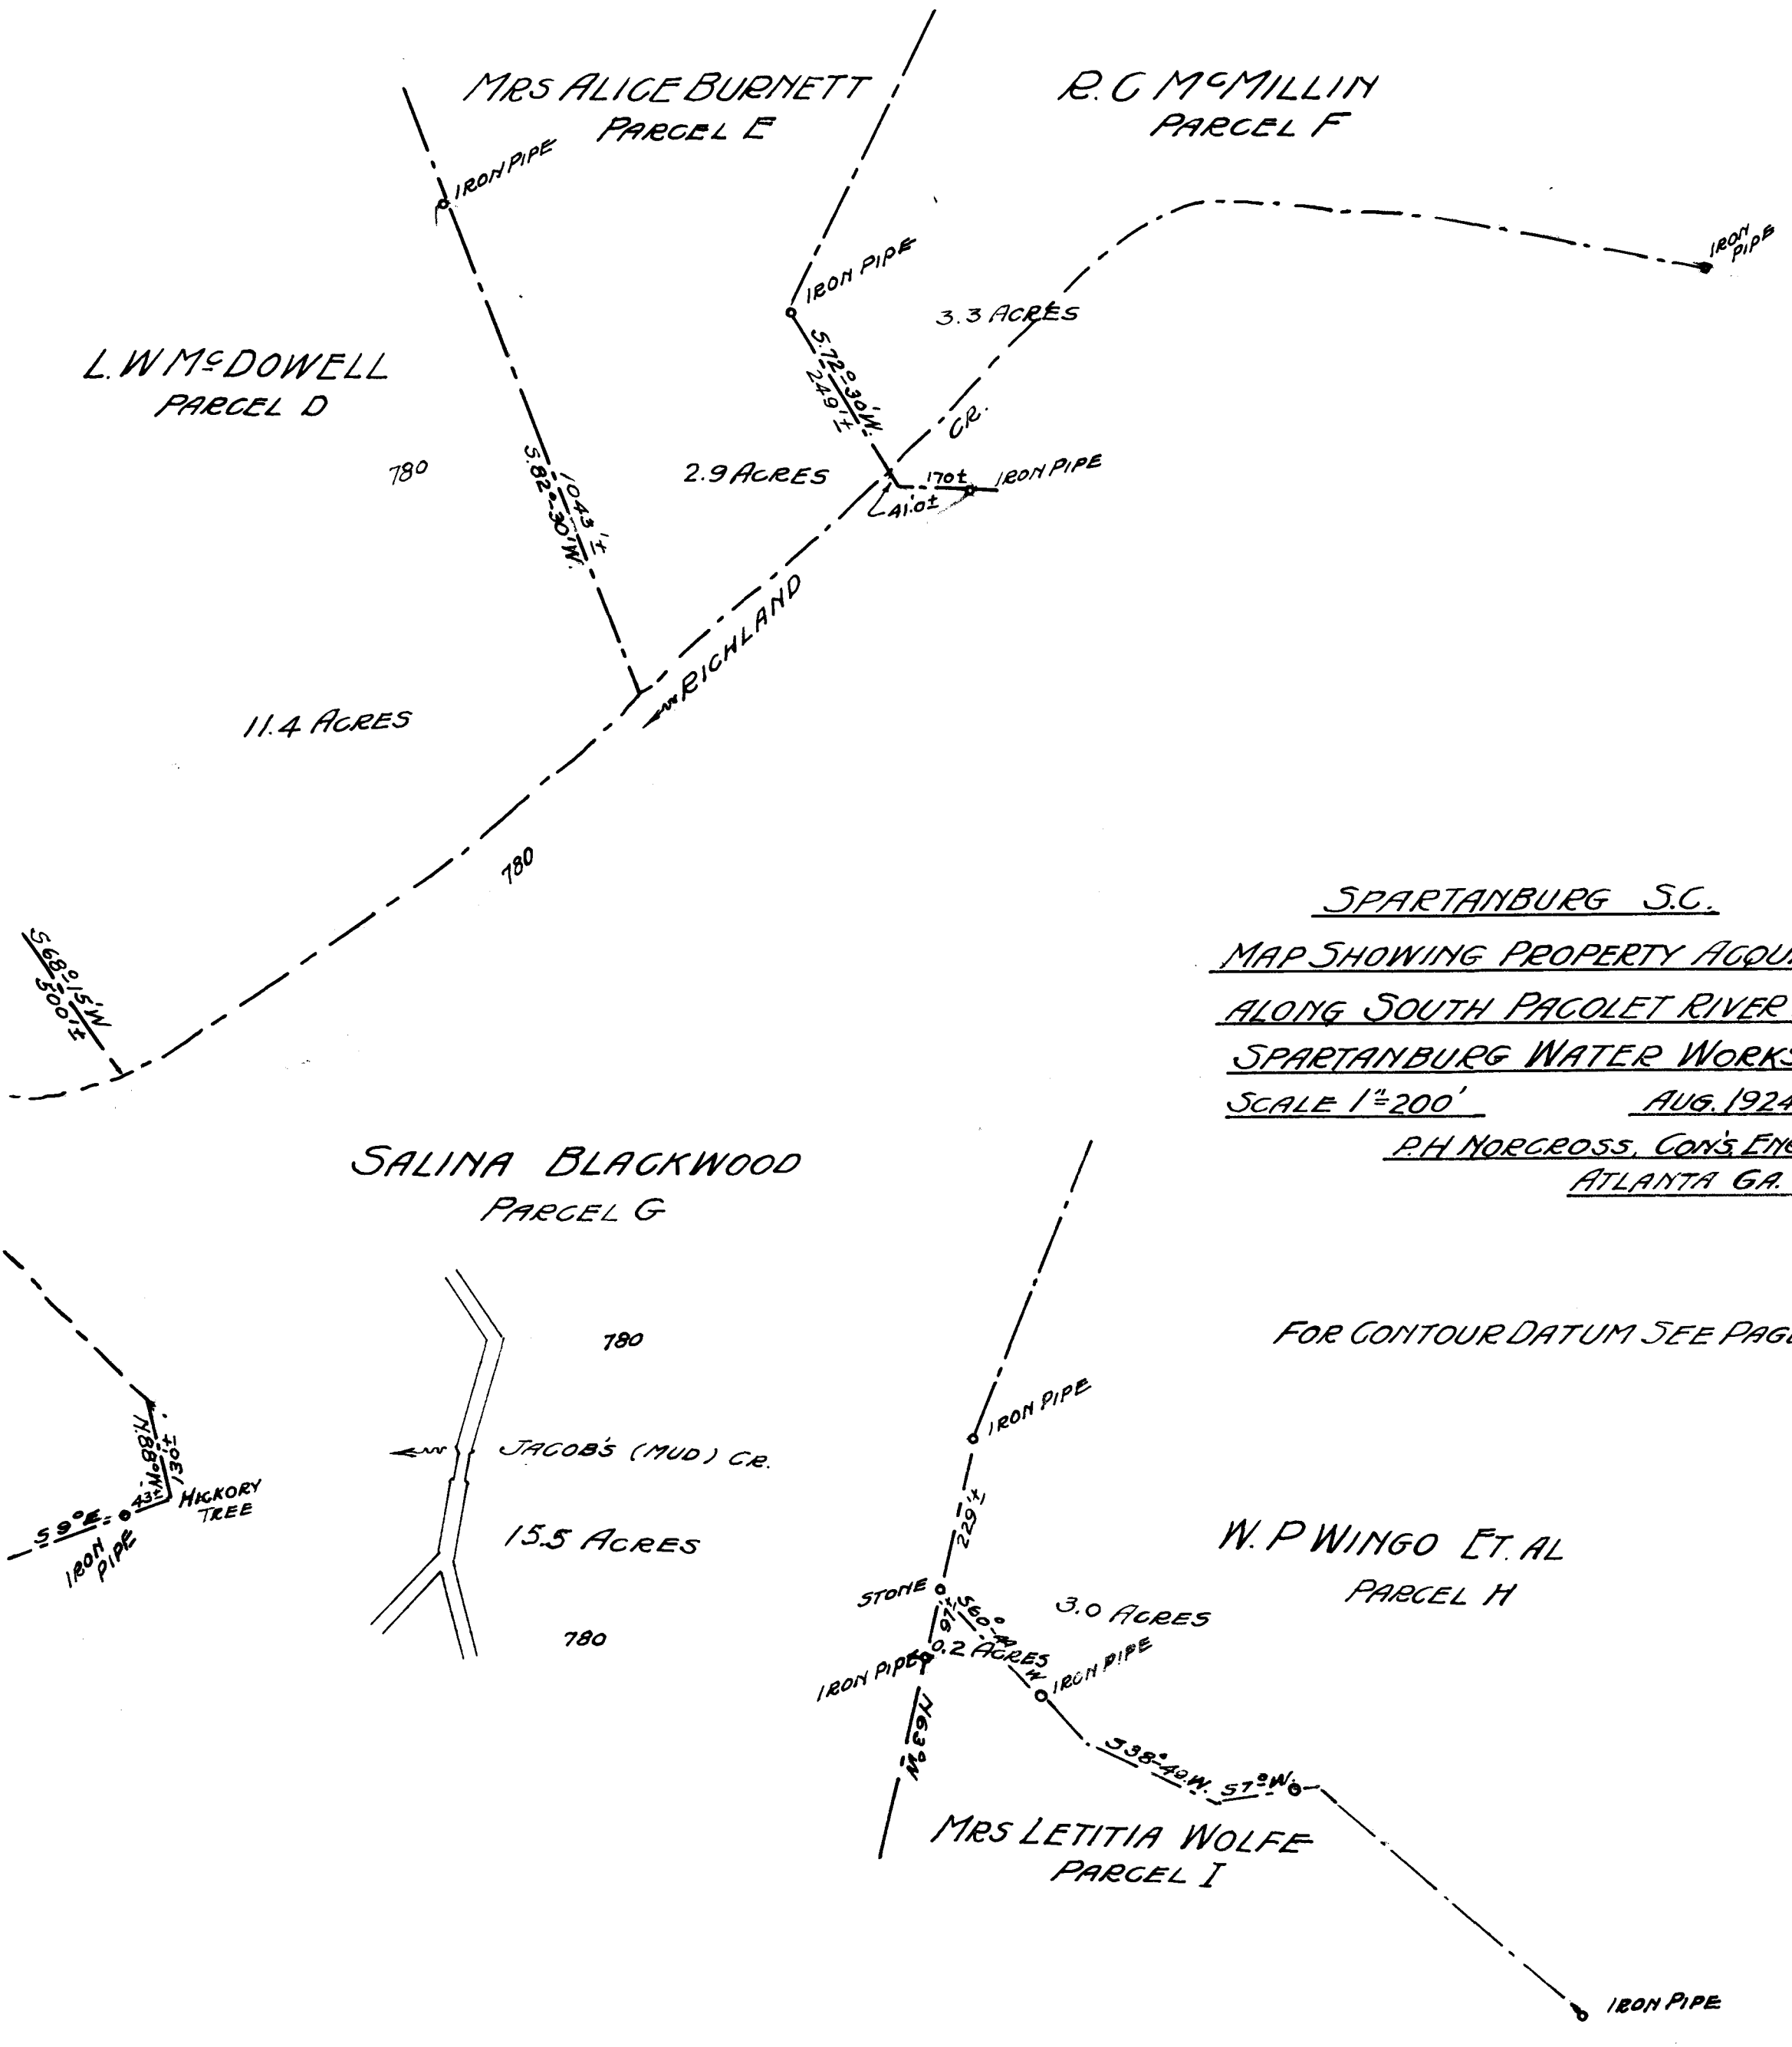 MRS ALICE BURNETT
PARCEL E
R. C McMILLIN
PARCEL F
IRON PIPE
IRON PIPE
IRON
PIPE
3.3 ACRES
L. W McDOWELL
PARCEL D
S.72°-30'W.
249'±
CR.
780
S.82°-30'W.
1043'±
2.9 ACRES
170±
IRON PIPE
41.0±
RICHLAND
11.4 ACRES
780
S 68°-15'W
500'±
SPARTANBURG S.C.
MAP SHOWING PROPERTY ACQU
ALONG SOUTH PACOLET RIVER
SPARTANBURG WATER WORKS
SCALE 1"=200' AUG. 1924
P.H NORCROSS, CON'S. ENG
ATLANTA GA.
SALINA BLACKWOOD
PARCEL G
780
FOR CONTOUR DATUM SEE PAGE
IRON PIPE
JACOB'S (MUD) CR.
N.88°W.
130'±
HICKORY
TREE
43±
S 9°E
IRON
PIPE
15.5 ACRES
229'±
W. P WINGO ET. AL
PARCEL H
STONE
97±
S60°
W
3.0 ACRES
780
0.2 ACRES
IRON PIPE
IRON PIPE
N63°W
S38°-40.W.
S7°W.
MRS LETITIA WOLFE
PARCEL I
IRON PIPE